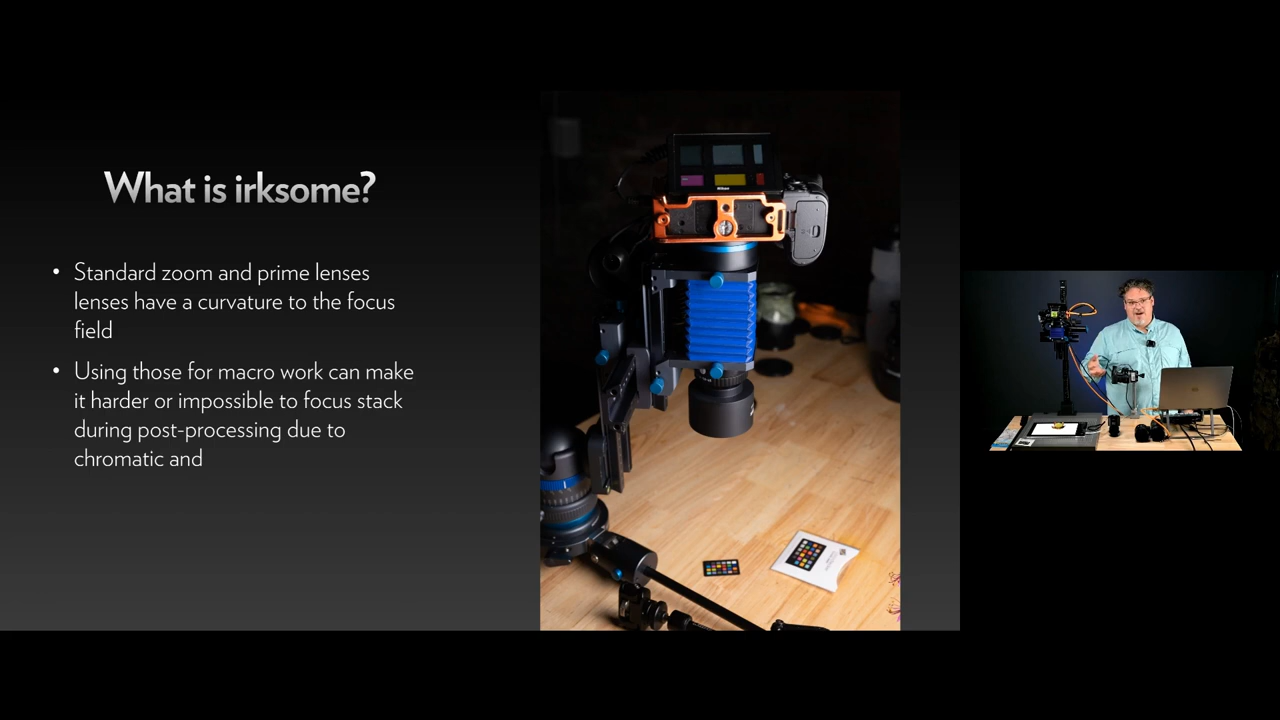 What is irksome?
• Standard zoom and prime lenses
lenses have a curvature to the focus
field
• Using those for macro work can make
it harder or impossible to focus stack
during post-processing due to
chromatic and
Nikon